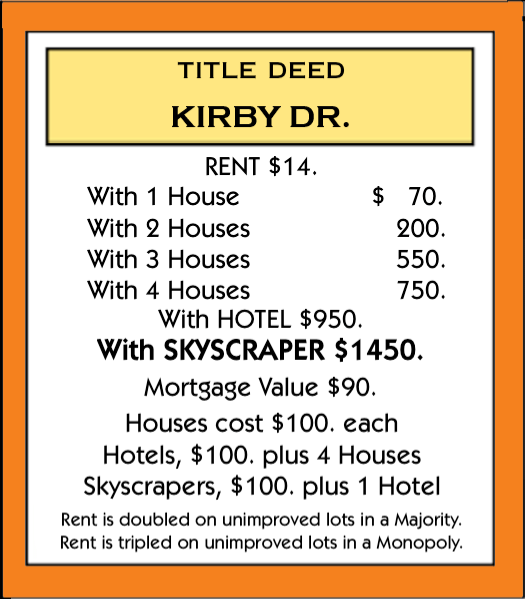 TITLE DEED
KIRBY DR.
RENT $14.
With 1 House $ 70.
With 2 Houses 200.
With 3 Houses 550.
With 4 Houses 750.
With HOTEL $950.
With SKYSCRAPER $1450.
Mortgage Value $90.
Houses cost $100. each
Hotels, $100. plus 4 Houses
Skyscrapers, $100. plus 1 Hotel
Rent is doubled on unimproved lots in a Majority.
Rent is tripled on unimproved lots in a Monopoly.